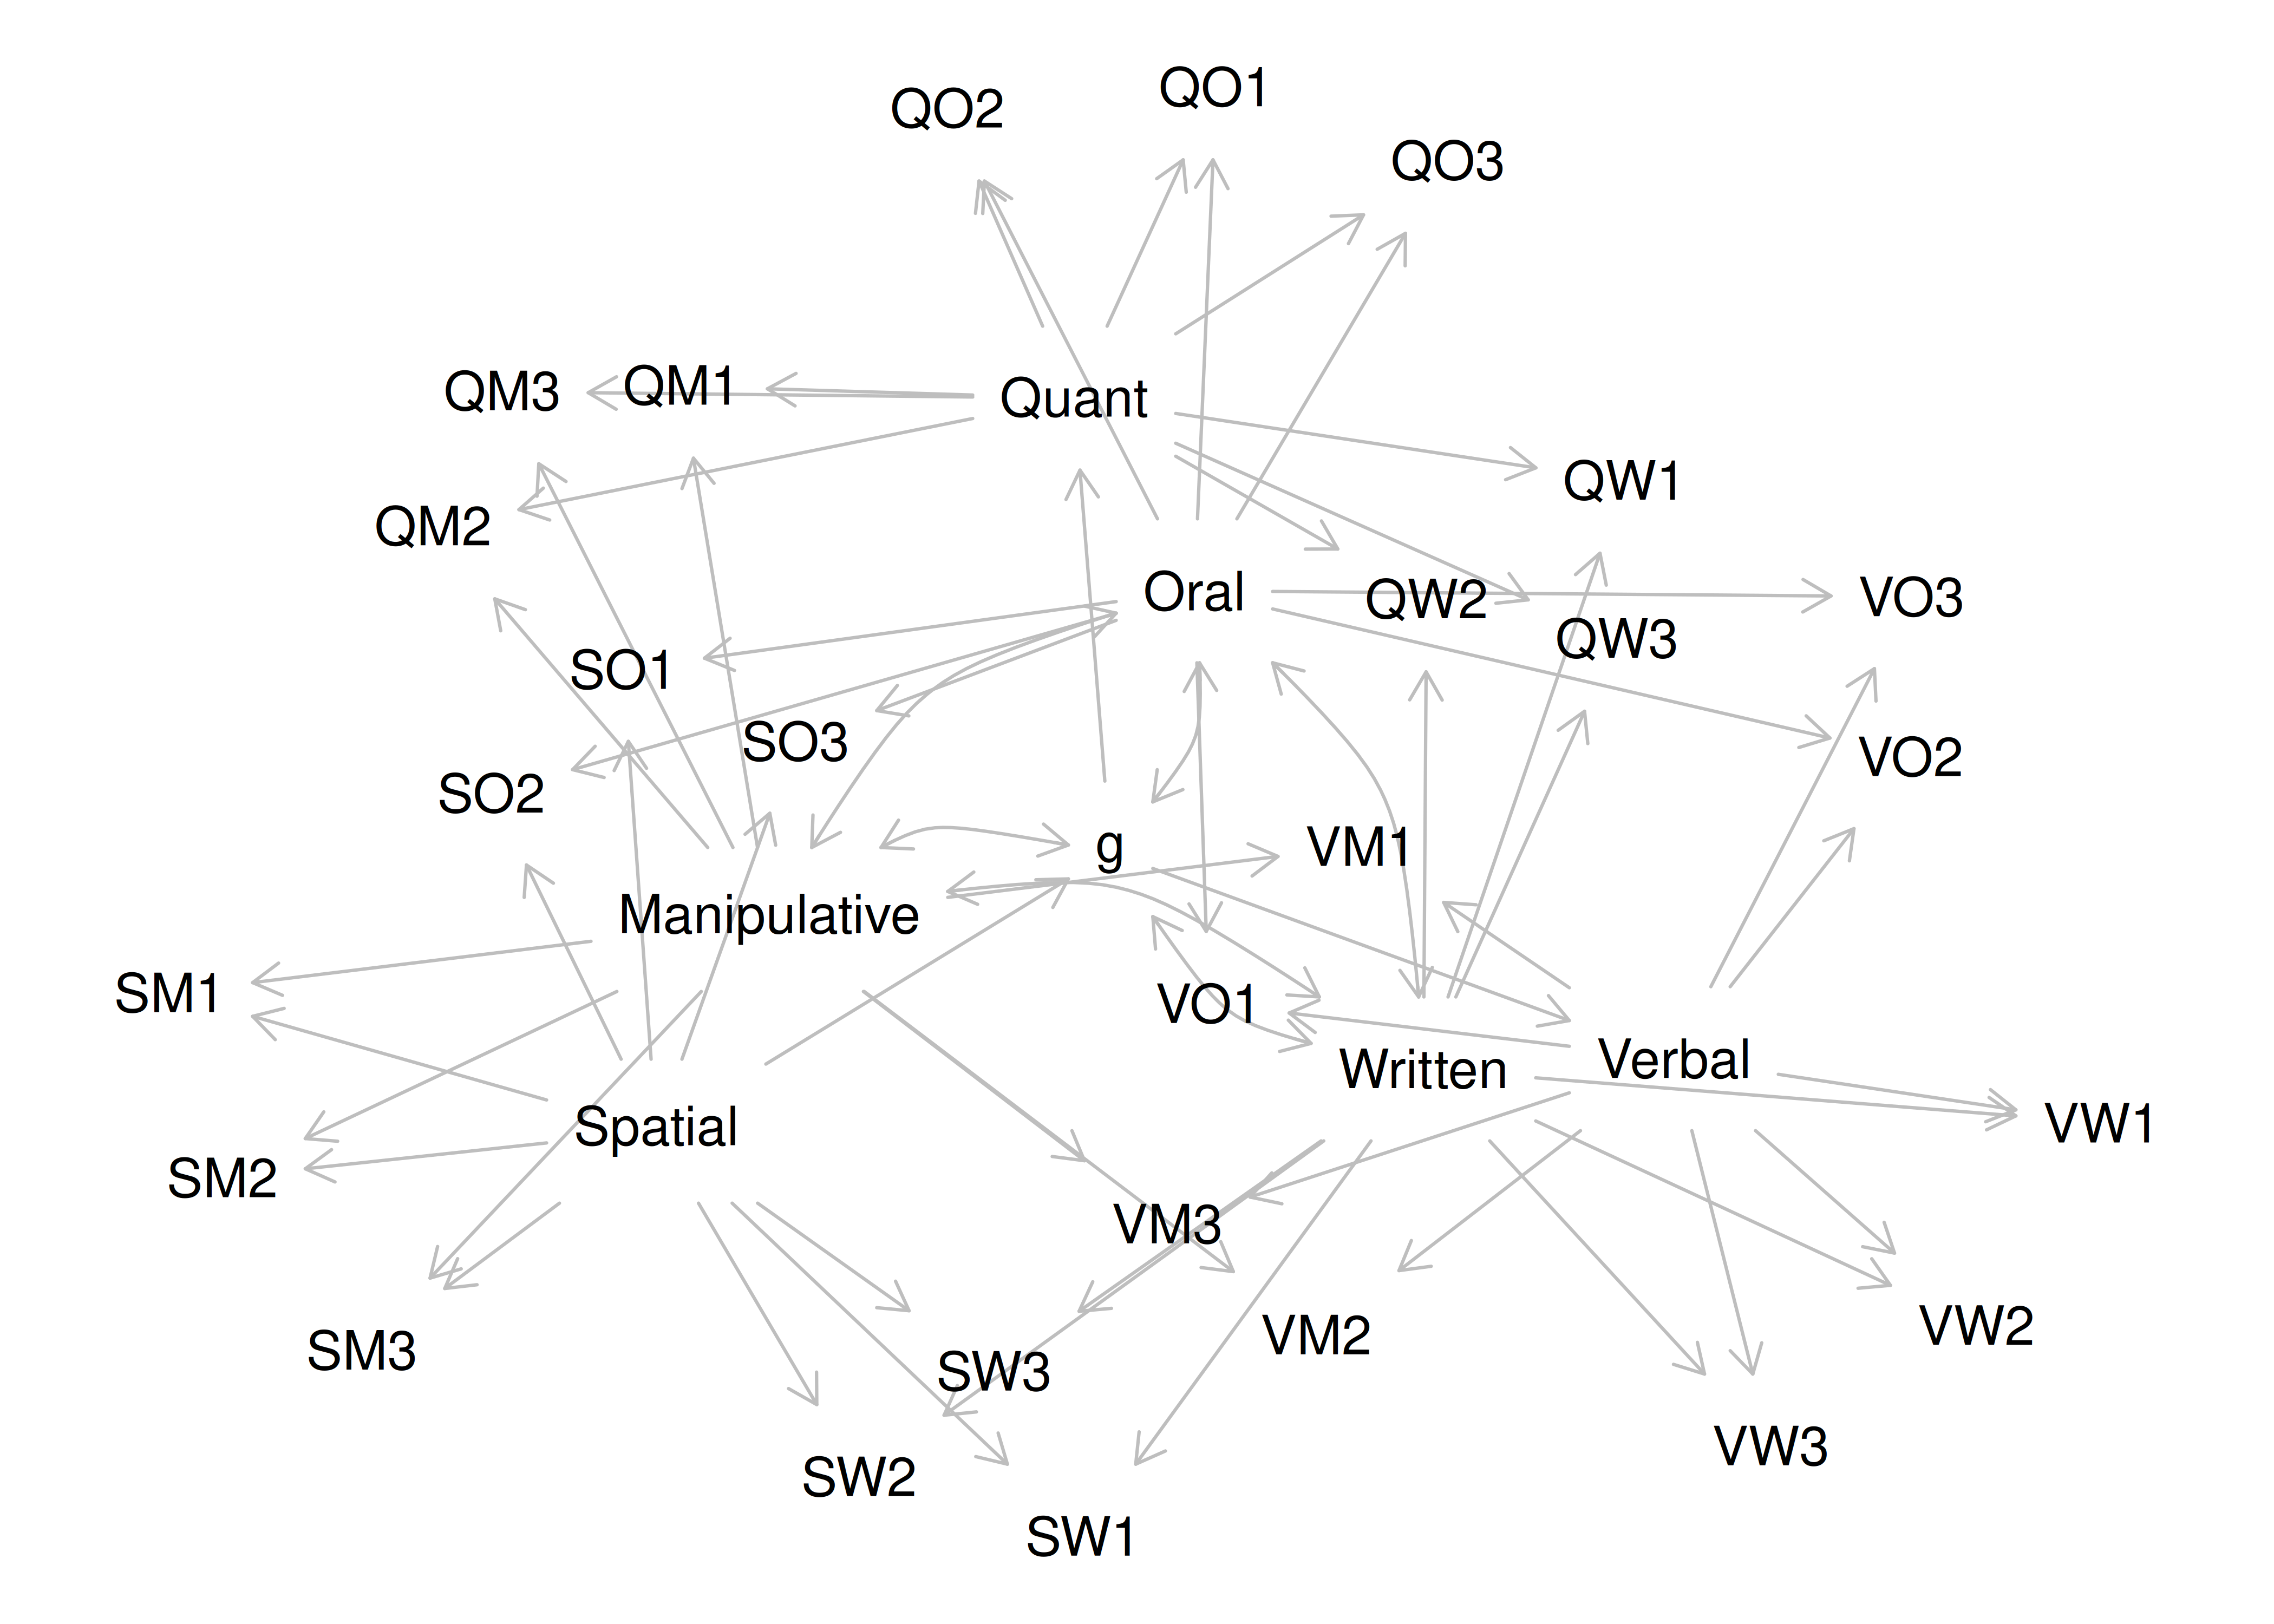 QO1
QO2
QO3
QM3
QM1
Quant
QW1
QM2
Oral
QW2
VO3
QW3
SO1
SO3
VO2
SO2
g
VM1
Manipulative
SM1
VO1
Written
Verbal
Spatial
VW1
SM2
VM3
VW2
VM2
SM3
SW3
VW3
SW2
SW1